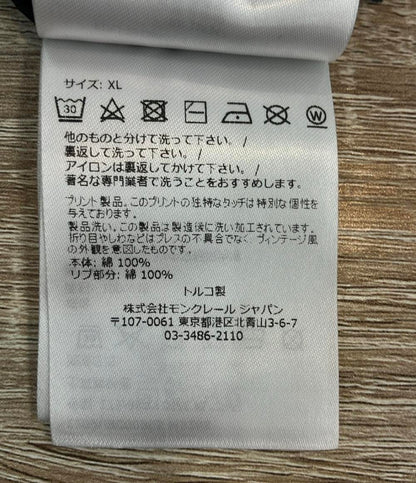 サイズ: XL
30
W
他のものと分けて洗って下さい。/
裏返して洗って下さい。/
アイロンは裏返してかけて下さい。/
著名な専門業者で洗うことをおすすめします。
プリント製品。このプリントの独特なタッチは特別な個性を
与えております。
製品洗い。この製品は製造後に洗い加工されています。
折り目やしわなどはプレスの不具合でなく、ヴィンテージ風
の外観を意図したものです。
本体: 綿 100%
リブ部分: 綿 100%
トルコ製
株式会社モンクレール ジャパン
〒107-0061 東京都港区北青山3-6-7
03-3486-2110